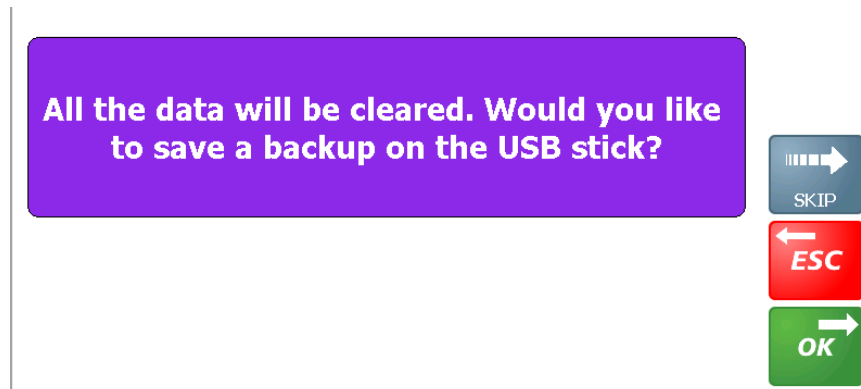 All the data will be cleared. Would you like
to save a backup on the USB stick?
SKIP
ESC
OK